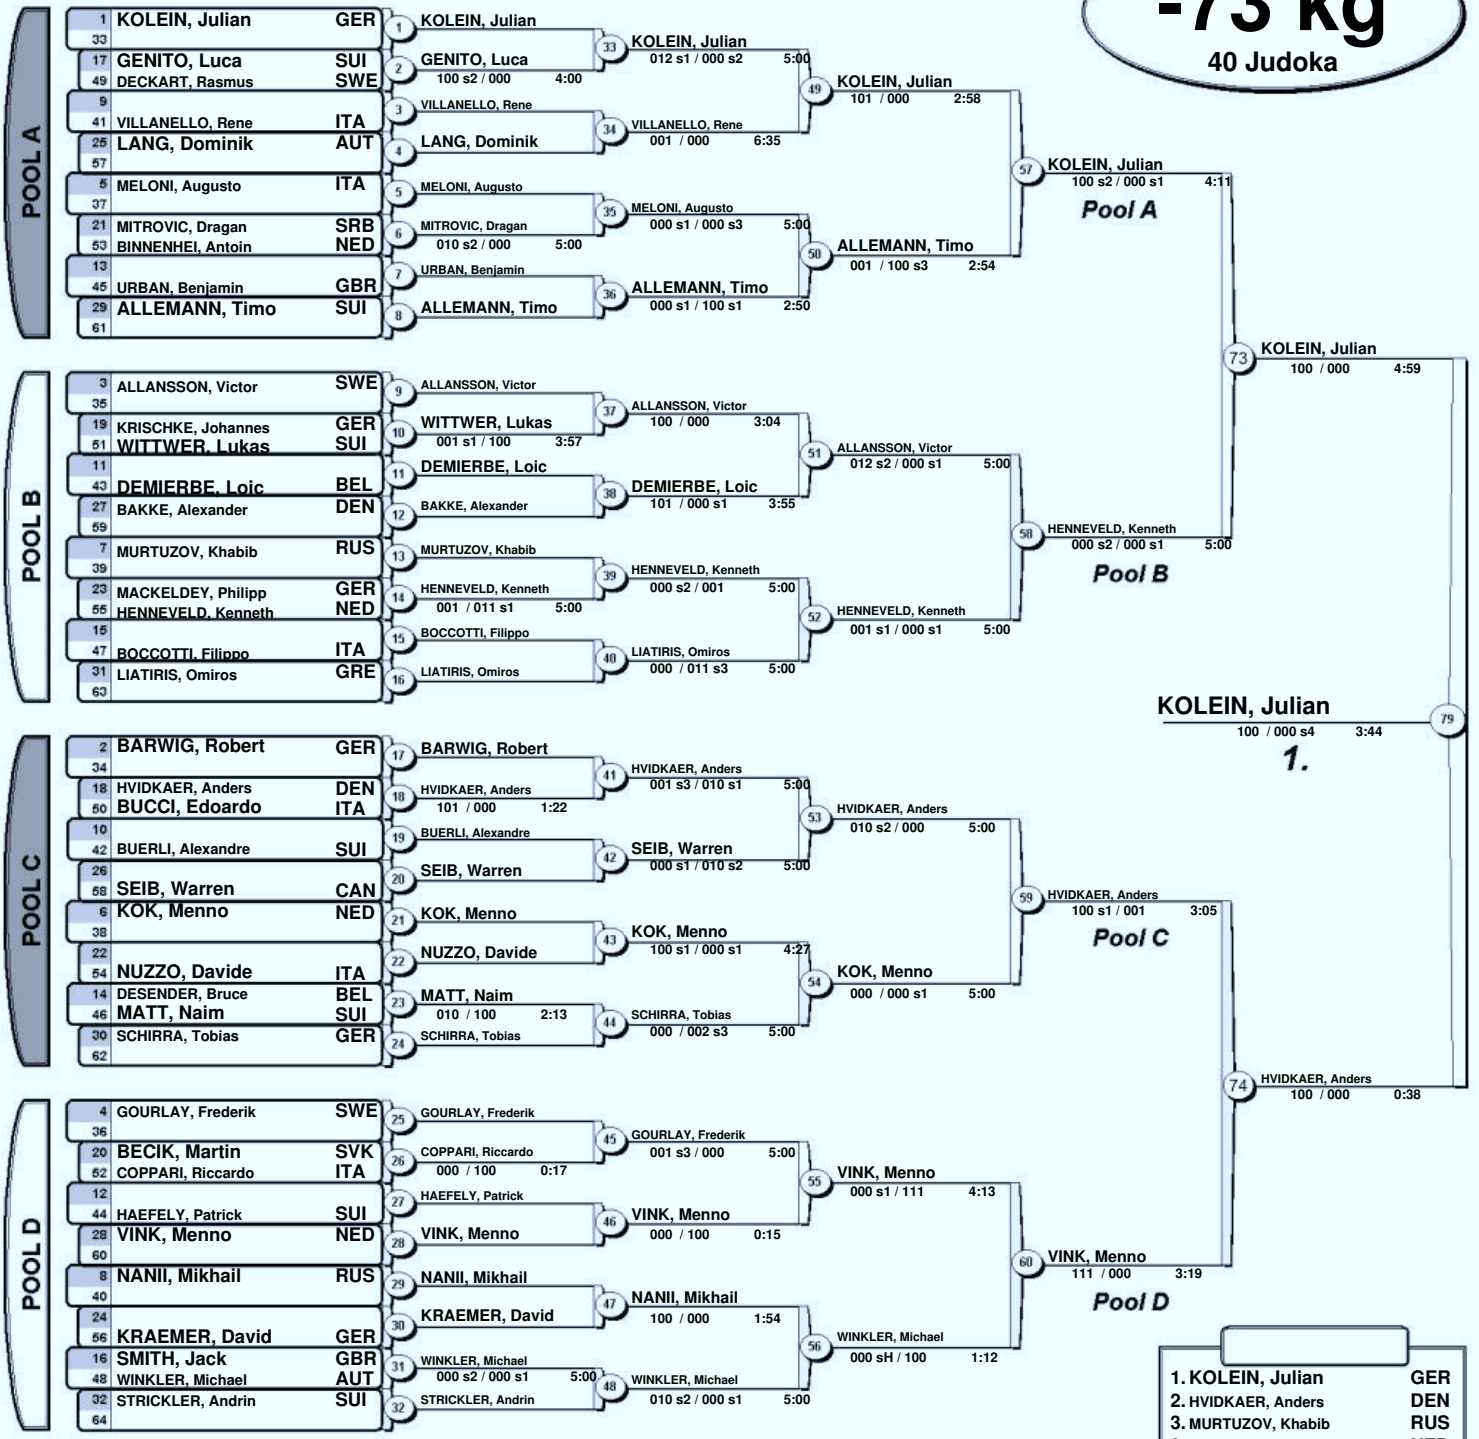 -73 kg
40 Judoka
POOL A
1 KOLEIN, Julian GER
33
17 GENITO, Luca SUI
49 DECKART, Rasmus SWE
9
41 VILLANELLO, Rene ITA
25 LANG, Dominik AUT
57
5 MELONI, Augusto ITA
37
21 MITROVIC, Dragan SRB
53 BINNENHEI, Antoin NED
13
45 URBAN, Benjamin GBR
29 ALLEMANN, Timo SUI
61
1 KOLEIN, Julian
2 GENITO, Luca
100 s2 / 000 4:00
3 VILLANELLO, Rene
4 LANG, Dominik
5 MELONI, Augusto
6 MITROVIC, Dragan
010 s2 / 000 5:00
7 URBAN, Benjamin
8 ALLEMANN, Timo
33 KOLEIN, Julian
012 s1 / 000 s2 5:00
34 VILLANELLO, Rene
001 / 000 6:35
35 MELONI, Augusto
000 s1 / 000 s3 5:00
36 ALLEMANN, Timo
000 s1 / 100 s1 2:50
49 KOLEIN, Julian
101 / 000 2:58
50 ALLEMANN, Timo
001 / 100 s3 2:54
57 KOLEIN, Julian
100 s2 / 000 s1 4:11
Pool A
POOL B
3 ALLANSSON, Victor SWE
35
19 KRISCHKE, Johannes GER
51 WITTWER, Lukas SUI
11
43 DEMIERBE, Loic BEL
27 BAKKE, Alexander DEN
59
7 MURTUZOV, Khabib RUS
39
23 MACKELDEY, Philipp GER
55 HENNEVELD, Kenneth NED
15
47 BOCCOTTI, Filippo ITA
31 LIATIRIS, Omiros GRE
63
9 ALLANSSON, Victor
10 WITTWER, Lukas
001 s1 / 100 3:57
11 DEMIERBE, Loic
12 BAKKE, Alexander
13 MURTUZOV, Khabib
14 HENNEVELD, Kenneth
001 / 011 s1 5:00
15 BOCCOTTI, Filippo
16 LIATIRIS, Omiros
37 ALLANSSON, Victor
100 / 000 3:04
38 DEMIERBE, Loic
101 / 000 s1 3:55
39 HENNEVELD, Kenneth
000 s2 / 001 5:00
40 LIATIRIS, Omiros
000 / 011 s3 5:00
51 ALLANSSON, Victor
012 s2 / 000 s1 5:00
52 HENNEVELD, Kenneth
001 s1 / 000 s1 5:00
58 HENNEVELD, Kenneth
000 s2 / 000 s1 5:00
Pool B
73 KOLEIN, Julian
100 / 000 4:59
KOLEIN, Julian 79
100 / 000 s4 3:44
1.
POOL C
2 BARWIG, Robert GER
34
18 HVIDKAER, Anders DEN
50 BUCCI, Edoardo ITA
10
42 BUERLI, Alexandre SUI
26
58 SEIB, Warren CAN
6 KOK, Menno NED
38
22
54 NUZZO, Davide ITA
14 DESENDER, Bruce BEL
46 MATT, Naim SUI
30 SCHIRRA, Tobias GER
62
17 BARWIG, Robert
18 HVIDKAER, Anders
101 / 000 1:22
19 BUERLI, Alexandre
20 SEIB, Warren
21 KOK, Menno
22 NUZZO, Davide
23 MATT, Naim
010 / 100 2:13
24 SCHIRRA, Tobias
41 HVIDKAER, Anders
001 s3 / 010 s1 5:00
42 SEIB, Warren
000 s1 / 010 s2 5:00
43 KOK, Menno
100 s1 / 000 s1 4:27
44 SCHIRRA, Tobias
000 / 002 s3 5:00
53 HVIDKAER, Anders
010 s2 / 000 5:00
54 KOK, Menno
000 / 000 s1 5:00
59 HVIDKAER, Anders
100 s1 / 001 3:05
Pool C
POOL D
4 GOURLAY, Frederik SWE
36
20 BECIK, Martin SVK
52 COPPARI, Riccardo ITA
12
44 HAEFELY, Patrick SUI
28 VINK, Menno NED
60
8 NANII, Mikhail RUS
40
24
56 KRAEMER, David GER
16 SMITH, Jack GBR
48 WINKLER, Michael AUT
32 STRICKLER, Andrin SUI
64
25 GOURLAY, Frederik
26 COPPARI, Riccardo
000 / 100 0:17
27 HAEFELY, Patrick
28 VINK, Menno
29 NANII, Mikhail
30 KRAEMER, David
31 WINKLER, Michael
000 s2 / 000 s1 5:00
32 STRICKLER, Andrin
45 GOURLAY, Frederik
001 s3 / 000 5:00
46 VINK, Menno
000 / 100 0:15
47 NANII, Mikhail
100 / 000 1:54
48 WINKLER, Michael
010 s2 / 000 s1 5:00
55 VINK, Menno
000 s1 / 111 4:13
56 WINKLER, Michael
000 sH / 100 1:12
60 VINK, Menno
111 / 000 3:19
Pool D
74 HVIDKAER, Anders
100 / 000 0:38
1. KOLEIN, Julian GER
2. HVIDKAER, Anders DEN
3. MURTUZOV, Khabib RUS